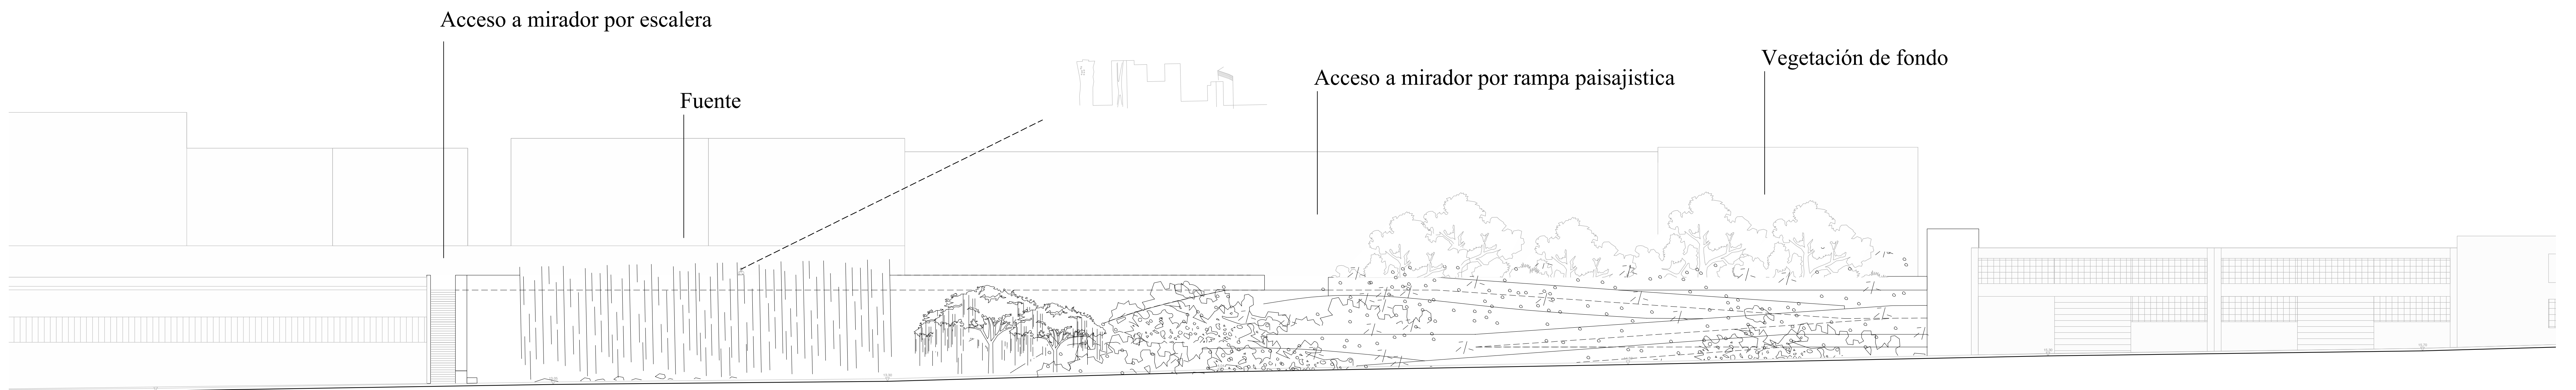 Acceso a mirador por escalera
Vegetación de fondo
Acceso a mirador por rampa paisajistica
Fuente